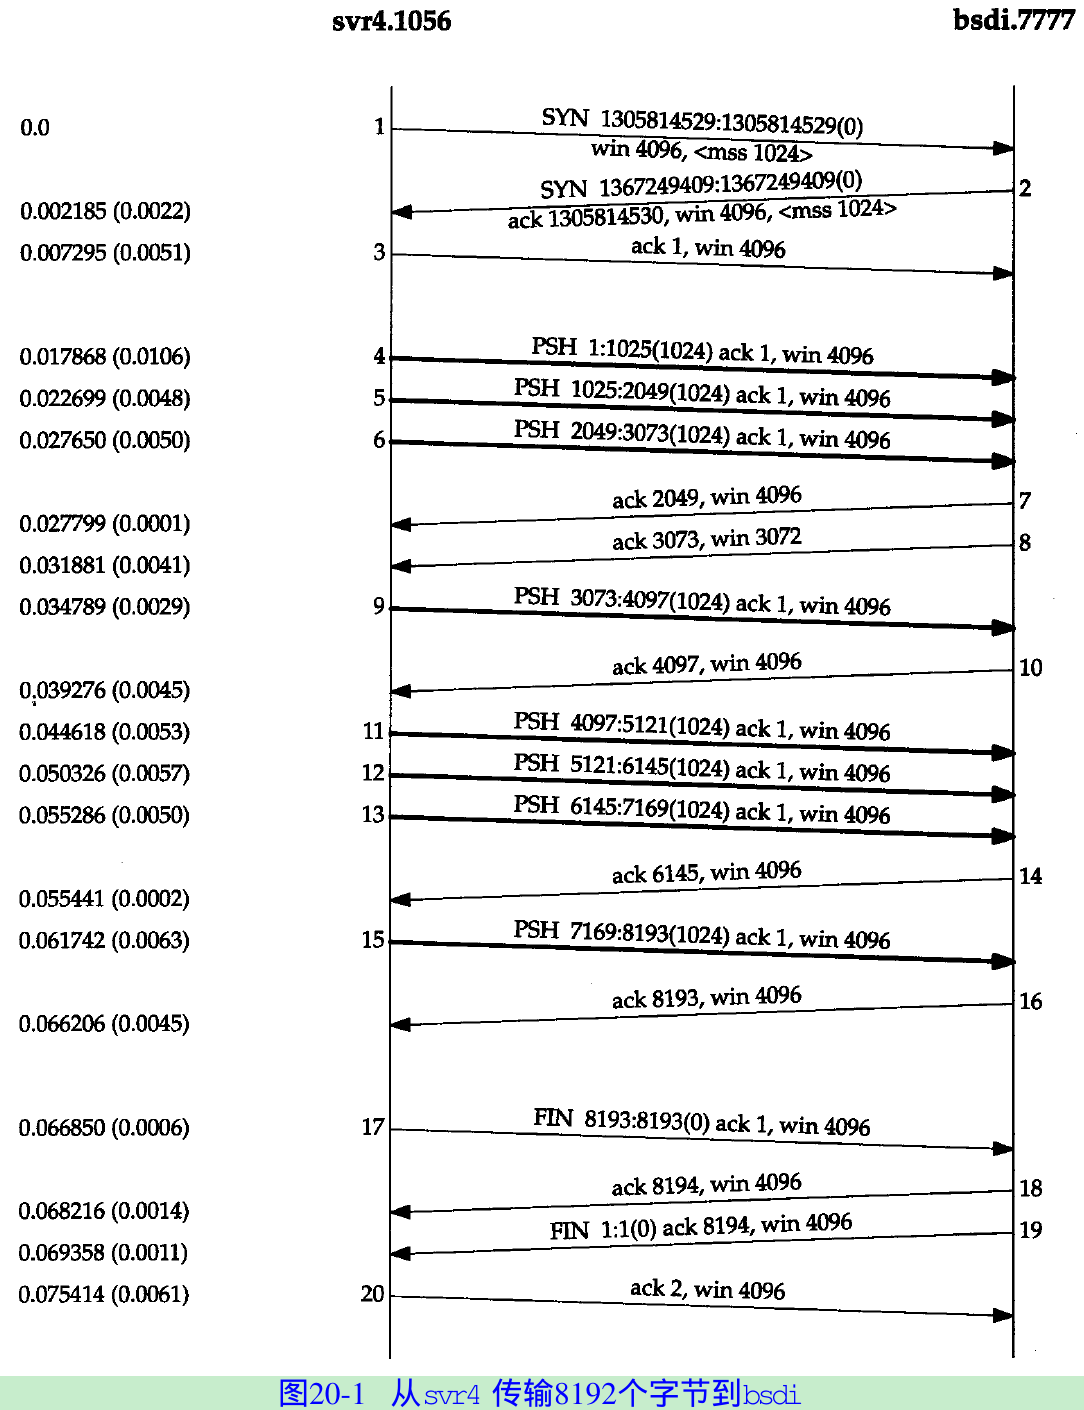 svr4.1056 bsdi.7777
0.0 1 SYN 1305814529:1305814529(0)
win 4096, <mss 1024>
SYN 1367249409:1367249409(0) 2
0.002185 (0.0022) ack 1305814530, win 4096, <mss 1024>
0.007295 (0.0051) 3 ack 1, win 4096
0.017868 (0.0106) 4 PSH 1:1025(1024) ack 1, win 4096
0.022699 (0.0048) 5 PSH 1025:2049(1024) ack 1, win 4096
0.027650 (0.0050) 6 PSH 2049:3073(1024) ack 1, win 4096
ack 2049, win 4096 7
0.027799 (0.0001)
ack 3073, win 3072 8
0.031881 (0.0041)
0.034789 (0.0029) 9 PSH 3073:4097(1024) ack 1, win 4096
ack 4097, win 4096 10
0.039276 (0.0045)
0.044618 (0.0053) 11 PSH 4097:5121(1024) ack 1, win 4096
0.050326 (0.0057) 12 PSH 5121:6145(1024) ack 1, win 4096
0.055286 (0.0050) 13 PSH 6145:7169(1024) ack 1, win 4096
ack 6145, win 4096 14
0.055441 (0.0002)
0.061742 (0.0063) 15 PSH 7169:8193(1024) ack 1, win 4096
ack 8193, win 4096 16
0.066206 (0.0045)
0.066850 (0.0006) 17 FIN 8193:8193(0) ack 1, win 4096
ack 8194, win 4096 18
0.068216 (0.0014)
FIN 1:1(0) ack 8194, win 4096 19
0.069358 (0.0011)
0.075414 (0.0061) 20 ack 2, win 4096
图20-1 从svr4 传输8192个字节到bsdi